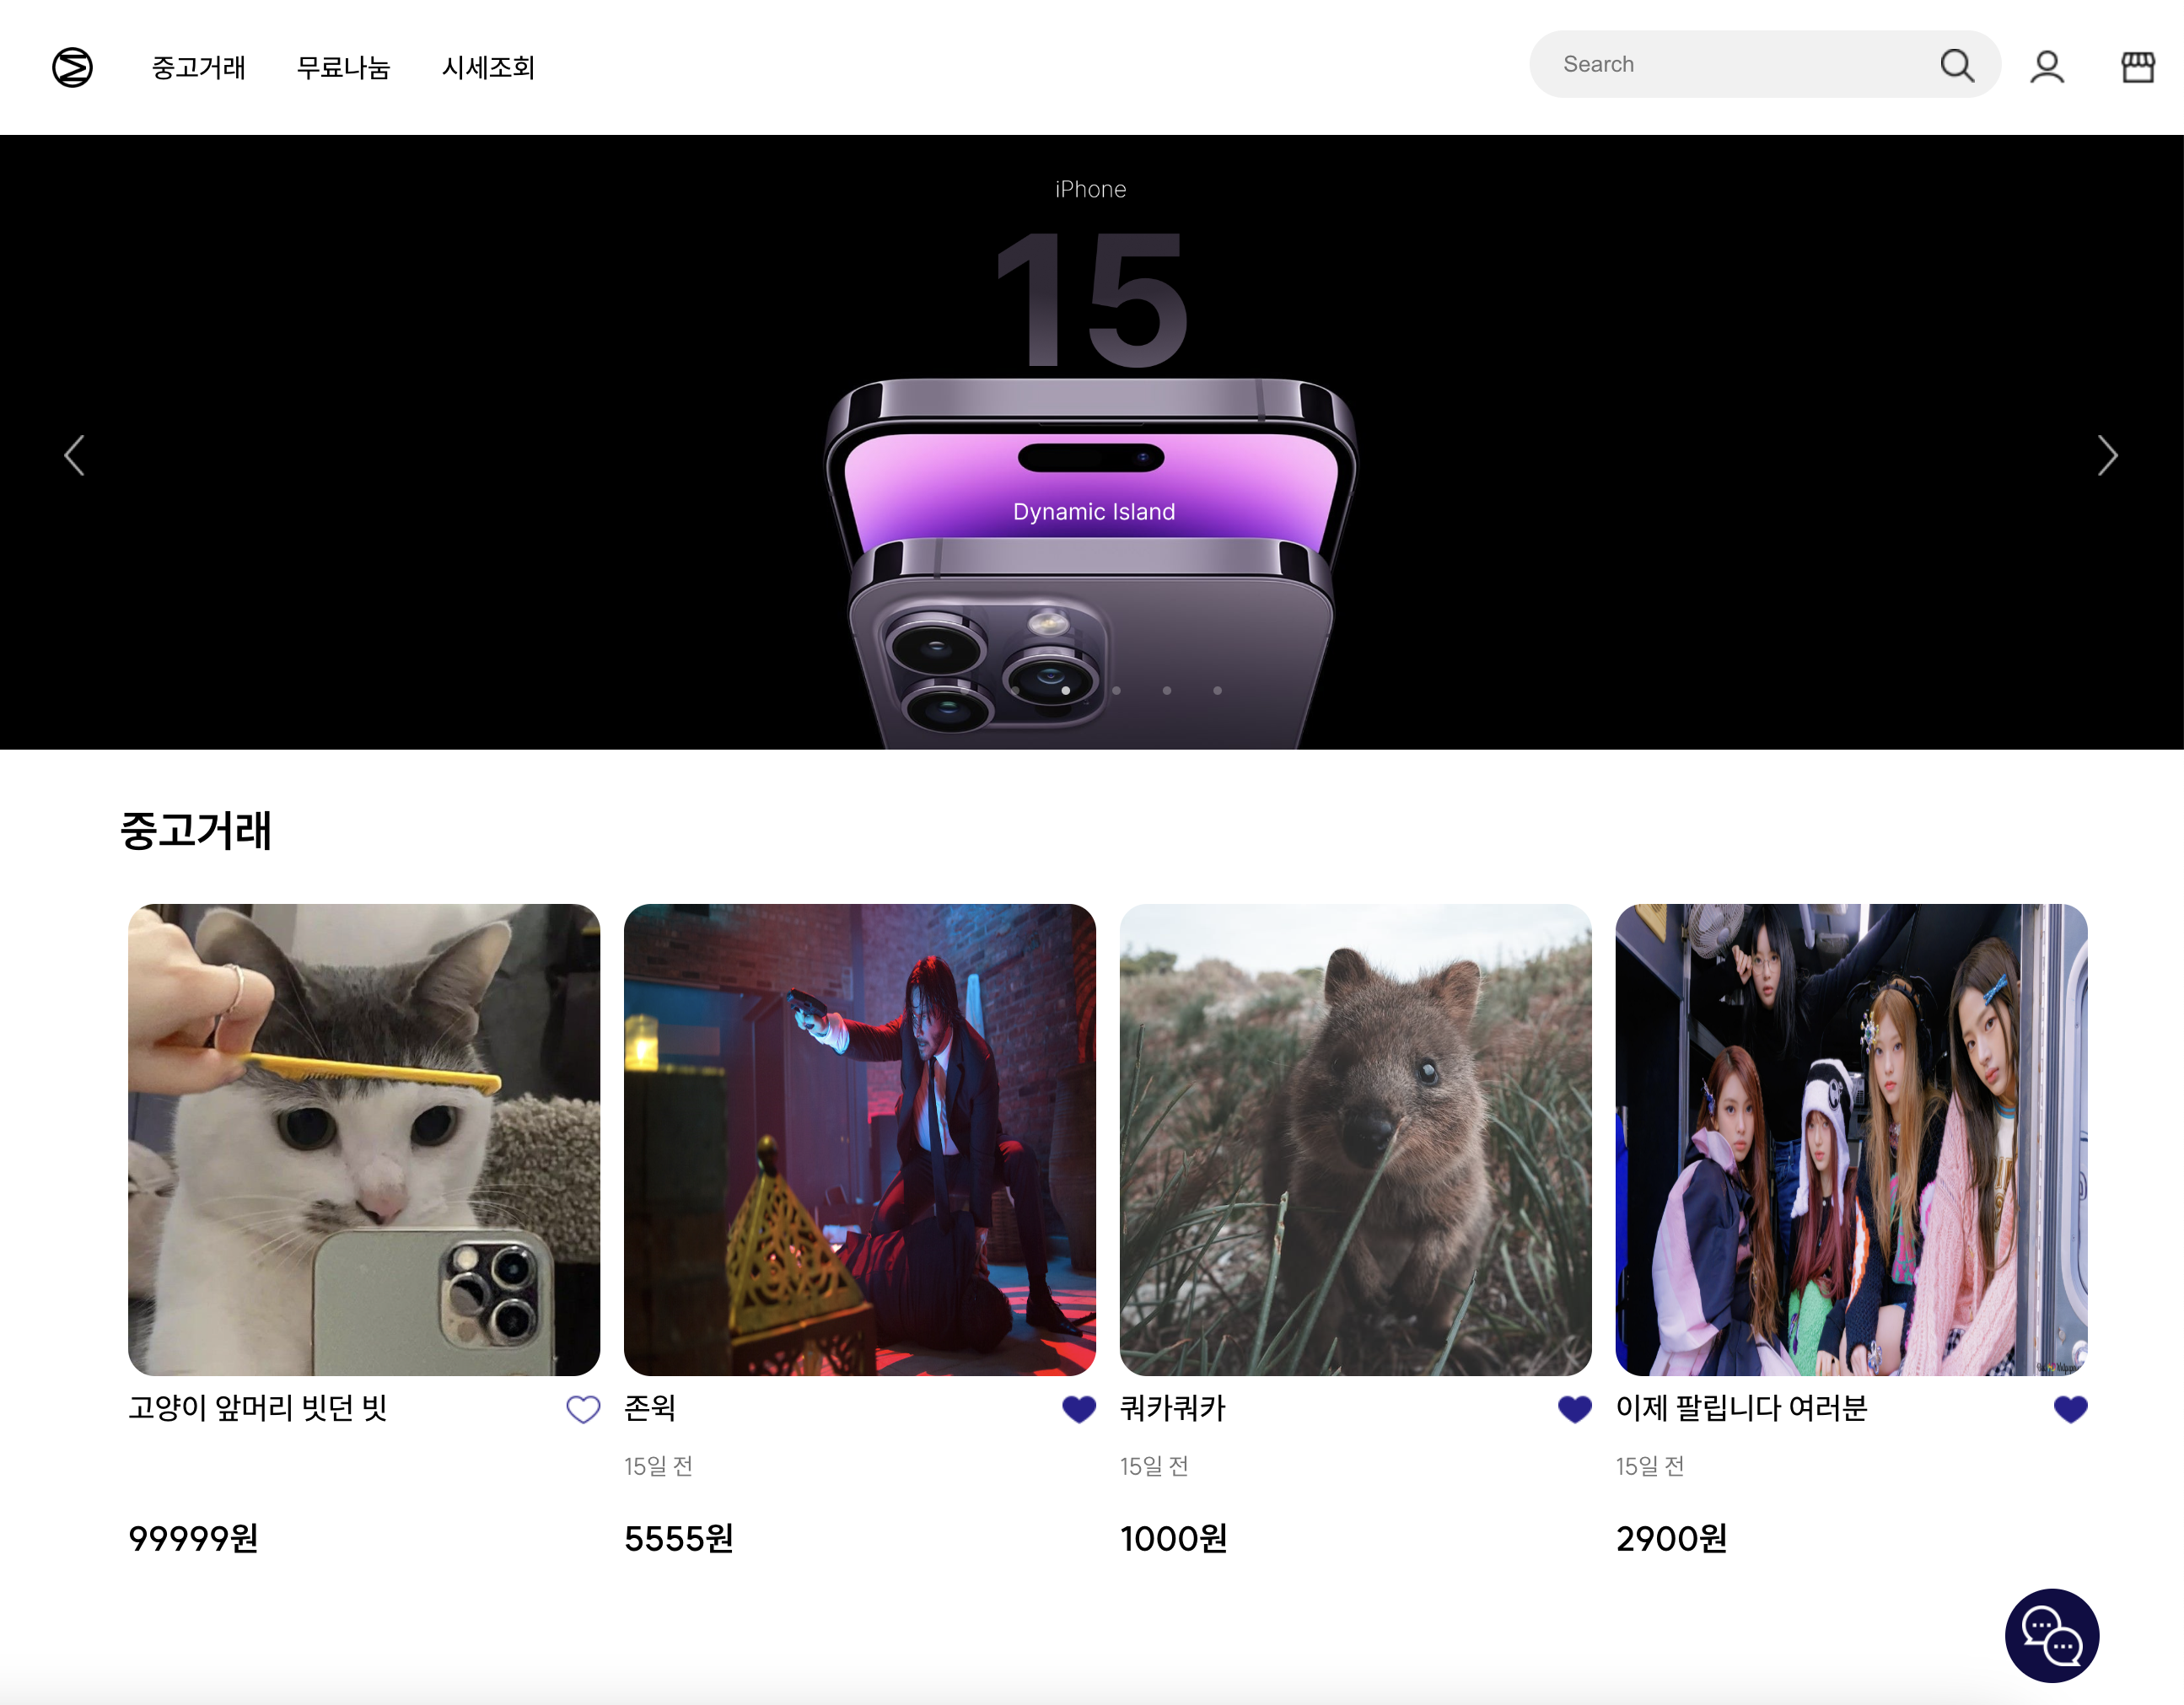 중고거래
무료나눔
시세조회
Search
iPhone
15
Dynamic Island
중고거래
고양이 앞머리 빗던 빗
존윅
쿼카쿼카
이제 팔립니다 여러분
15일 전
15일 전
15일 전
99999원
5555원
1000원
2900원